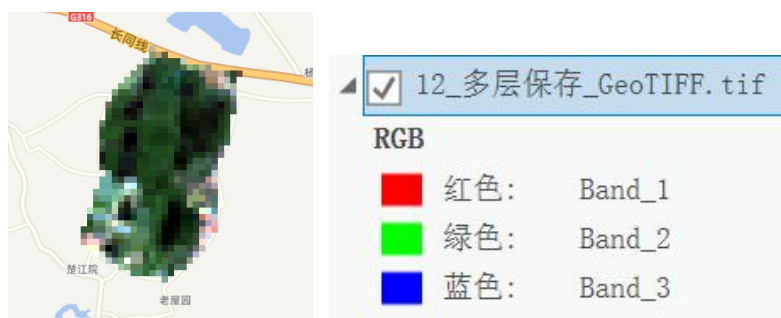 G316
长同线
杨
楚江院
老屋园
12_多层保存_GeoTIFF.tif
RGB
红色: Band_1
绿色: Band_2
蓝色: Band_3